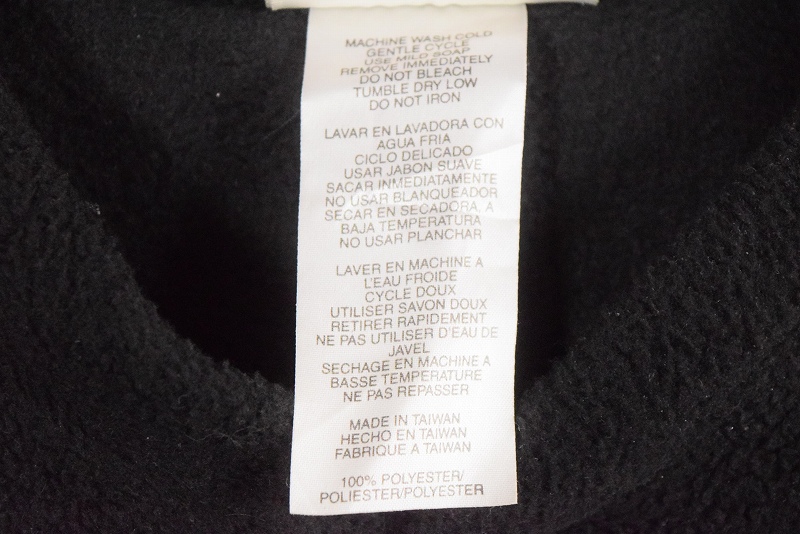 MACHINE WASH COLD
GENTLE CYCLE
USE MILD SOAP
REMOVE IMMEDIATELY
DO NOT BLEACH
TUMBLE DRY LOW
DO NOT IRON
LAVAR EN LAVADORA CON
AGUA FRIA
CICLO DELICADO
USAR JABON SUAVE
SACAR INMEDIATAMENTE
NO USAR BLANQUEADOR
SECAR EN SECADORA, A
BAJA TEMPERATURA
NO USAR PLANCHAR
LAVER EN MACHINE A
L'EAU FROIDE
CYCLE DOUX
UTILISER SAVON DOUX
RETIRER RAPIDEMENT
NE PAS UTILISER D'EAU DE
JAVEL
SECHAGE EN MACHINE A
BASSE TEMPERATURE
NE PAS REPASSER
MADE IN TAIWAN
HECHO EN TAIWAN
FABRIQUE A TAIWAN
100% POLYESTER/
POLIESTER/POLYESTER